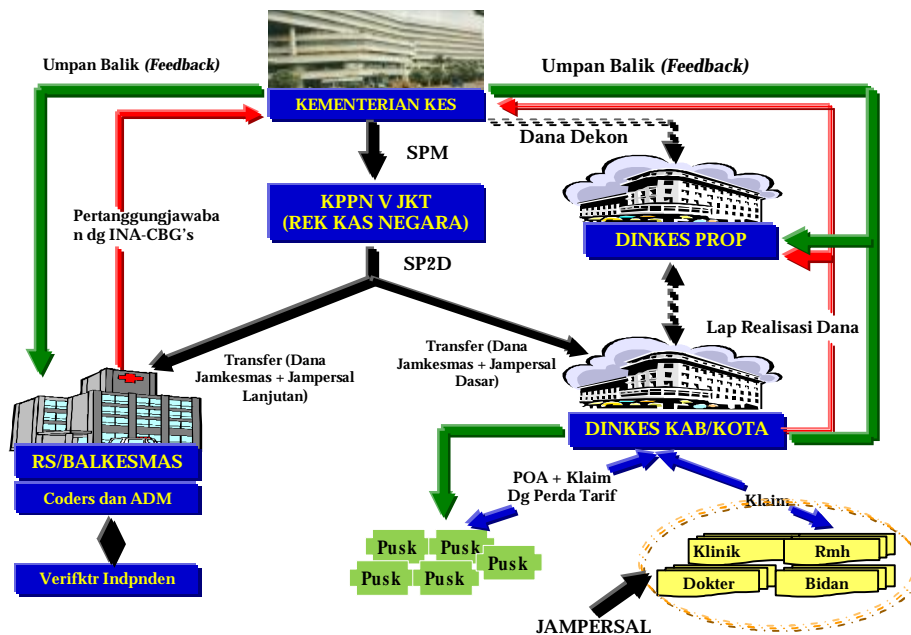 Umpan Balik (Feedback)
Umpan Balik (Feedback)
KEMENTERIAN KES
Dana Dekon
SPM
Pertanggungjawaba
n dg INA-CBG's
KPPN V JKT
(REK KAS NEGARA)
DINKES PROP
SP2D
Lap Realisasi Dana
Transfer (Dana
Jamkesmas + Jampersal
Lanjutan)
Transfer (Dana
Jamkesmas + Jampersal
Dasar)
RS/BALKESMAS
DINKES KAB/KOTA
Coders dan ADM
POA + Klaim
Dg Perda Tarif
Klaim
Pusk
Pusk
Pusk
Pusk
Pusk
Klinik
Rmh
Dokter
Bidan
Verifktr Indpnden
JAMPERSAL